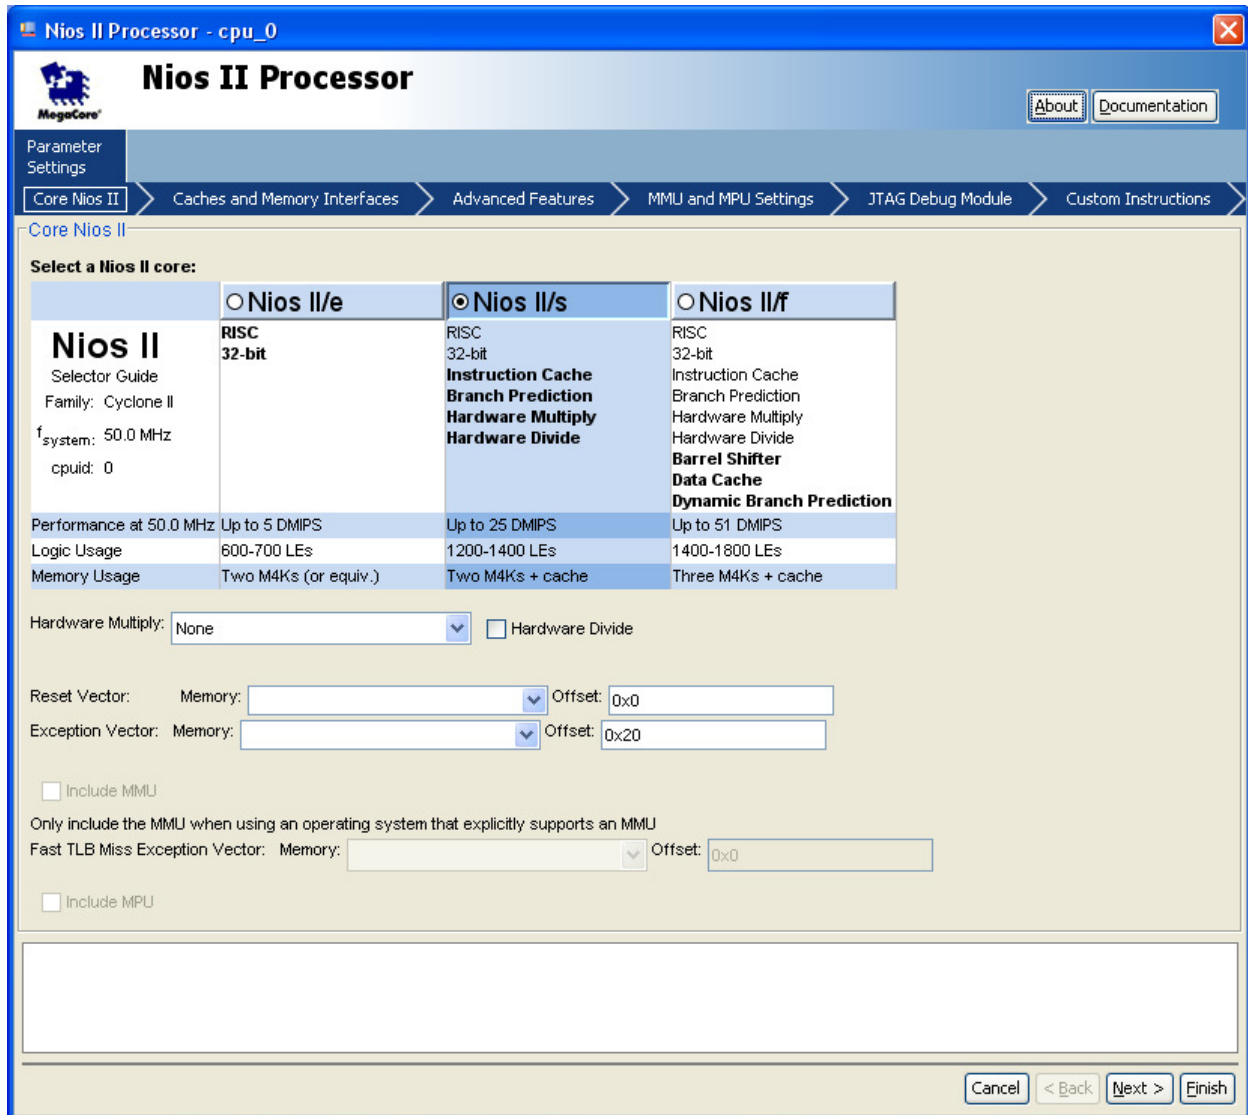 Nios II Processor - cpu_0
MegaCore®
Nios II Processor
About
Documentation
Parameter
Settings
Core Nios II
Caches and Memory Interfaces
Advanced Features
MMU and MPU Settings
JTAG Debug Module
Custom Instructions
Core Nios II
Select a Nios II core:
Nios II/e
Nios II/s
Nios II/f
Nios II
Selector Guide
Family: Cyclone II
fsystem: 50.0 MHz
cpuid: 0
RISC
32-bit
RISC
32-bit
Instruction Cache
Branch Prediction
Hardware Multiply
Hardware Divide
RISC
32-bit
Instruction Cache
Branch Prediction
Hardware Multiply
Hardware Divide
Barrel Shifter
Data Cache
Dynamic Branch Prediction
Performance at 50.0 MHz Up to 5 DMIPS Up to 25 DMIPS Up to 51 DMIPS
Logic Usage 600-700 LEs 1200-1400 LEs 1400-1800 LEs
Memory Usage Two M4Ks (or equiv.) Two M4Ks + cache Three M4Ks + cache
Hardware Multiply: None Hardware Divide
Reset Vector: Memory: Offset: 0x0
Exception Vector: Memory: Offset: 0x20
Include MMU
Only include the MMU when using an operating system that explicitly supports an MMU
Fast TLB Miss Exception Vector: Memory: Offset: 0x0
Include MPU
Cancel < Back Next > Finish